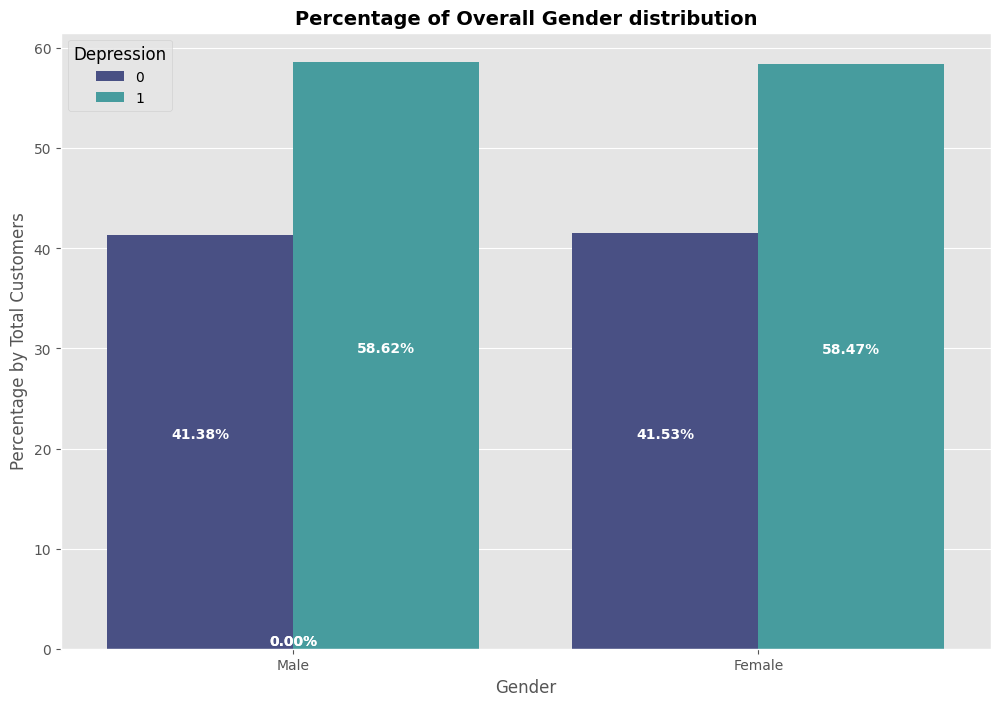 Percentage of Overall Gender distribution
Depression
0
1
Percentage by Total Customers
60
50
40
30
20
10
0
58.62%
58.47%
41.38%
41.53%
0.00%
Male
Female
Gender